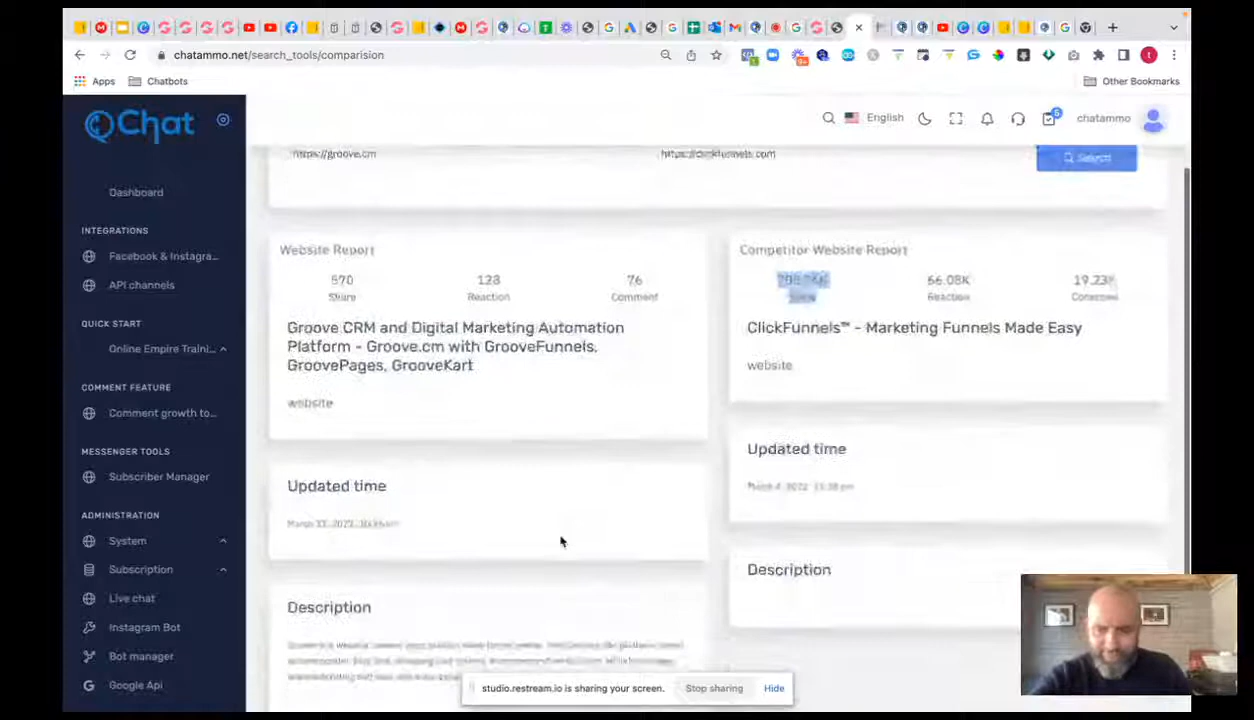 chatammo.net/search_tools/comparision
Apps
Chatbots
Other Bookmarks
Chat
English
chatammo
https://groove.cm
https://clickfunnels.com
Search
Dashboard
INTEGRATIONS
Facebook & Instagra...
API channels
QUICK START
Online Empire Traini...
COMMENT FEATURE
Comment growth to...
MESSENGER TOOLS
Subscriber Manager
ADMINISTRATION
System
Subscription
Live chat
Instagram Bot
Bot manager
Google Api
Website Report
570
128
76
Share
Reaction
Comment
Groove CRM and Digital Marketing Automation
Platform - Groove.cm with GrooveFunnels,
GroovePages, GrooveKart
website
Updated time
Description
Competitor Website Report
66.08K
19.23K
Share
Reaction
Comment
ClickFunnels™ - Marketing Funnels Made Easy
website
Updated time
Description
studio.restream.io is sharing your screen.
Stop sharing
Hide